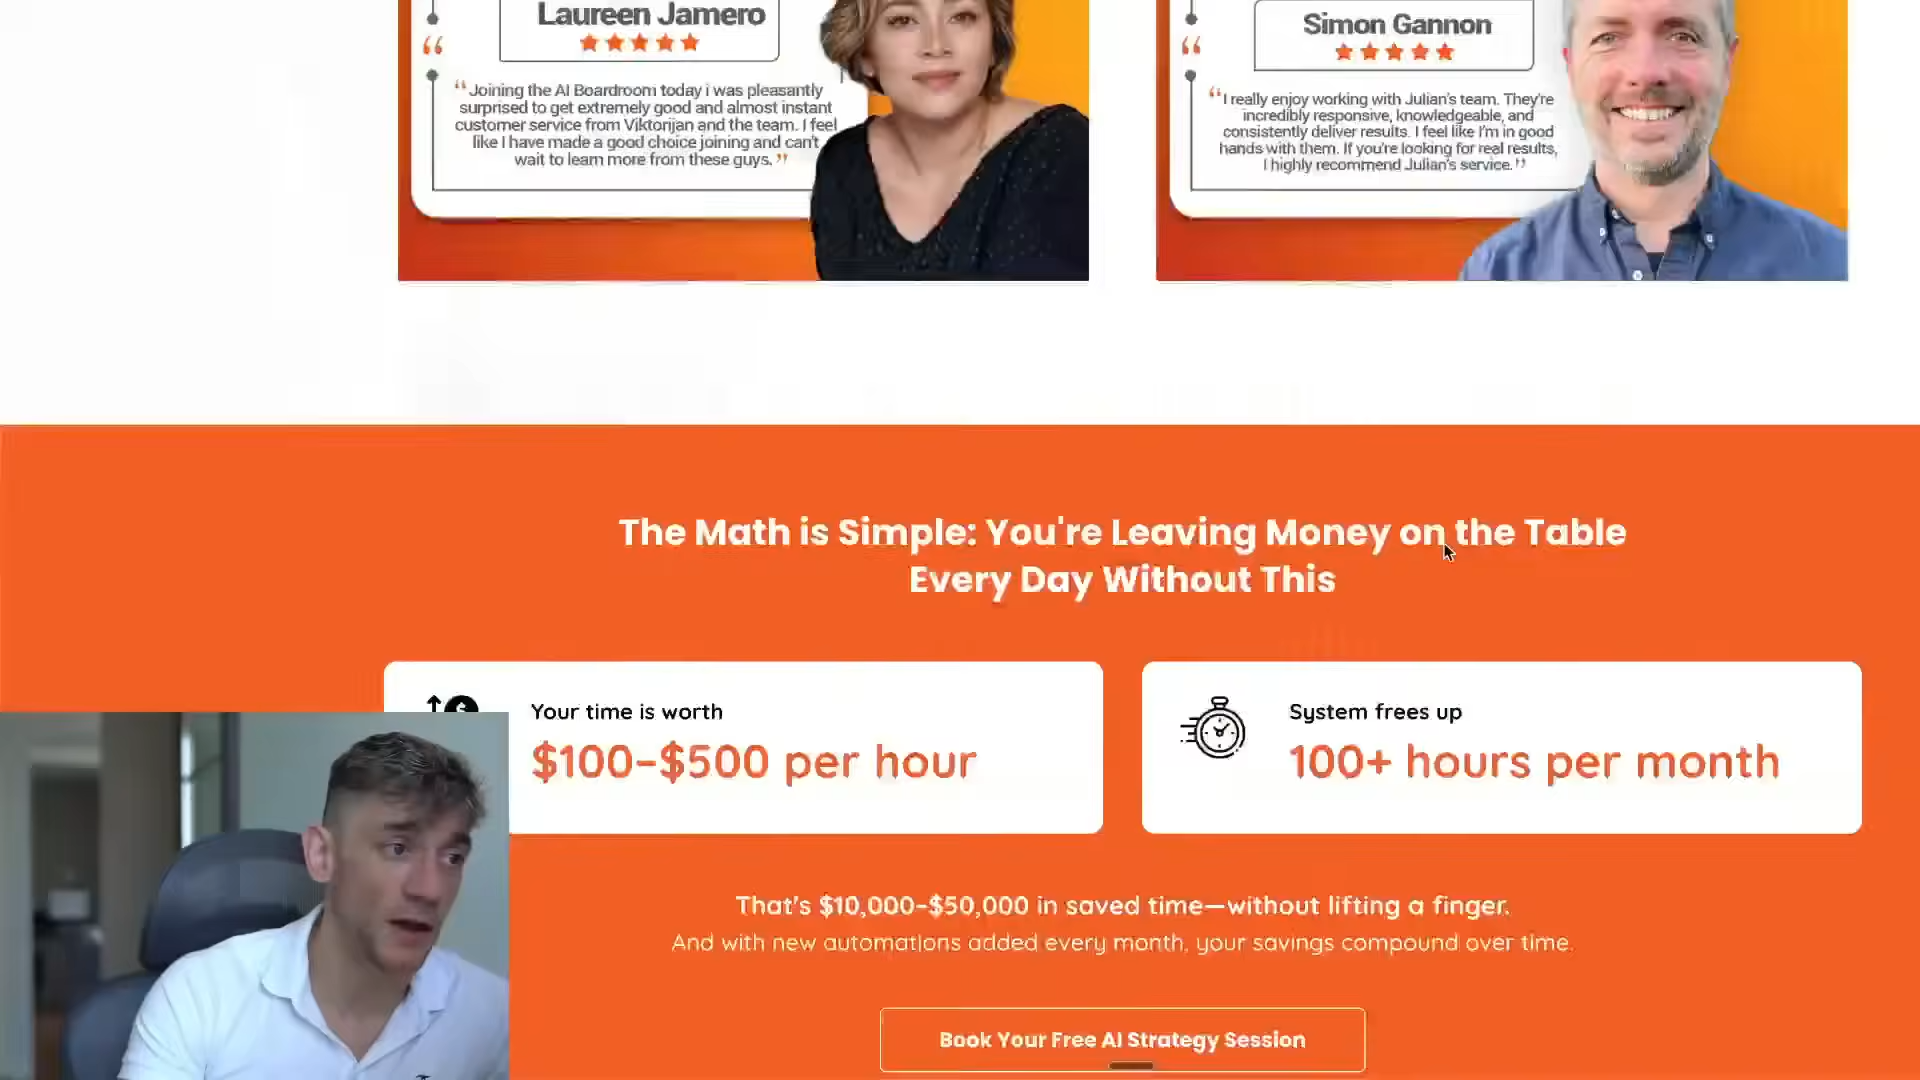 Laureen Jamero
“Joining the AI Boardroom today i was pleasantly
surprised to get extremely good and almost instant
customer service from Viktorijan and the team. I feel
like I have made a good choice joining and can't
wait to learn more from these guys.”
Simon Gannon
“I really enjoy working with Julian's team. They're
incredibly responsive, knowledgeable, and
consistently deliver results. I feel like I'm in good
hands with them. If you're looking for real results,
I highly recommend Julian's service.”
The Math is Simple: You're Leaving Money on the Table
Every Day Without This
Your time is worth
$100–$500 per hour
System frees up
100+ hours per month
That's $10,000–$50,000 in saved time—without lifting a finger.
And with new automations added every month, your savings compound over time.
Book Your Free AI Strategy Session